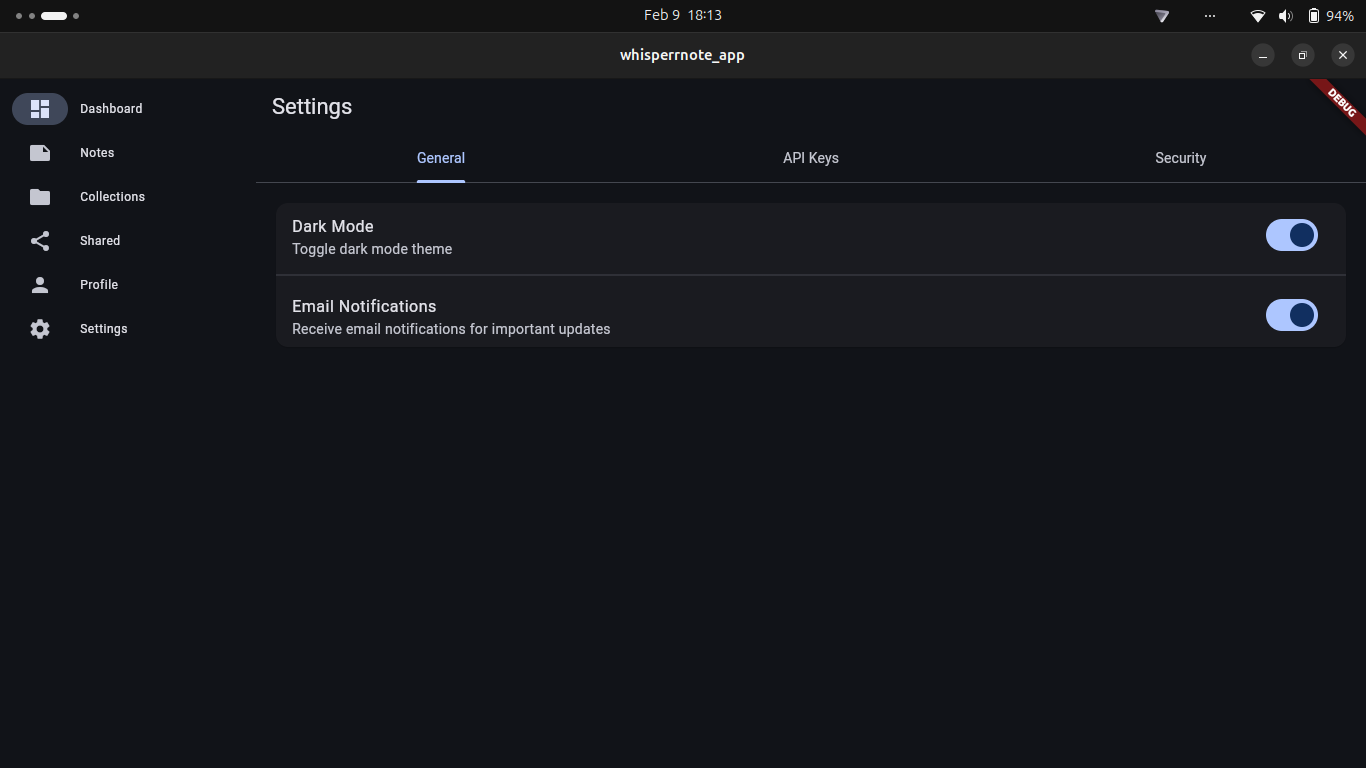 Feb 9 18:13
94%
whisperrnote_app
DEBUG
Dashboard
Notes
Collections
Shared
Profile
Settings
Settings
General
API Keys
Security
Dark Mode
Toggle dark mode theme
Email Notifications
Receive email notifications for important updates